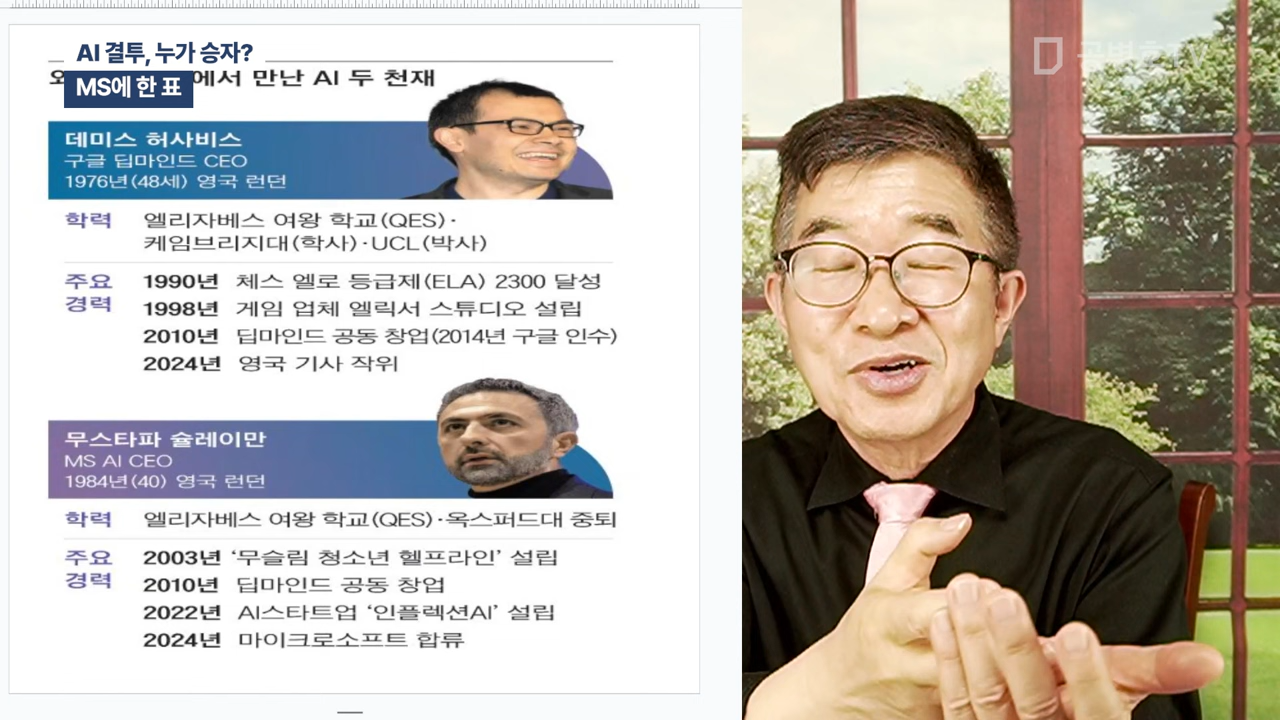 AI 결투, 누가 승자?
MS에 한 표
에서 만난 AI 두 천재
데미스 허사비스
구글 딥마인드 CEO
1976년(48세) 영국 런던
학력 엘리자베스 여왕 학교(QES)·
케임브리지대(학사)·UCL(박사)
주요 1990년 체스 엘로 등급제(ELA) 2300 달성
경력 1998년 게임 업체 엘릭서 스튜디오 설립
2010년 딥마인드 공동 창업(2014년 구글 인수)
2024년 영국 기사 작위
무스타파 슐레이만
MS AI CEO
1984년(40) 영국 런던
학력 엘리자베스 여왕 학교(QES)·옥스퍼드대 중퇴
주요 2003년 ‘무슬림 청소년 헬프라인’ 설립
경력 2010년 딥마인드 공동 창업
2022년 AI스타트업 ‘인플렉션AI’ 설립
2024년 마이크로소프트 합류
공병호TV